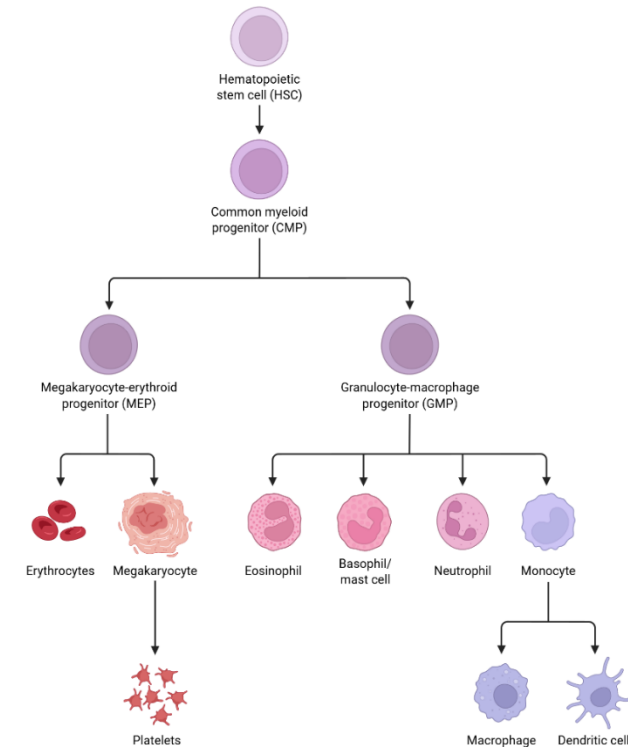 Hematopoietic
stem cell (HSC)
Common myeloid
progenitor (CMP)
Megakaryocyte-erythroid
progenitor (MEP)
Granulocyte-macrophage
progenitor (GMP)
Erythrocytes
Megakaryocyte
Eosinophil
Basophil/
mast cell
Neutrophil
Monocyte
Platelets
Macrophage
Dendritic cell